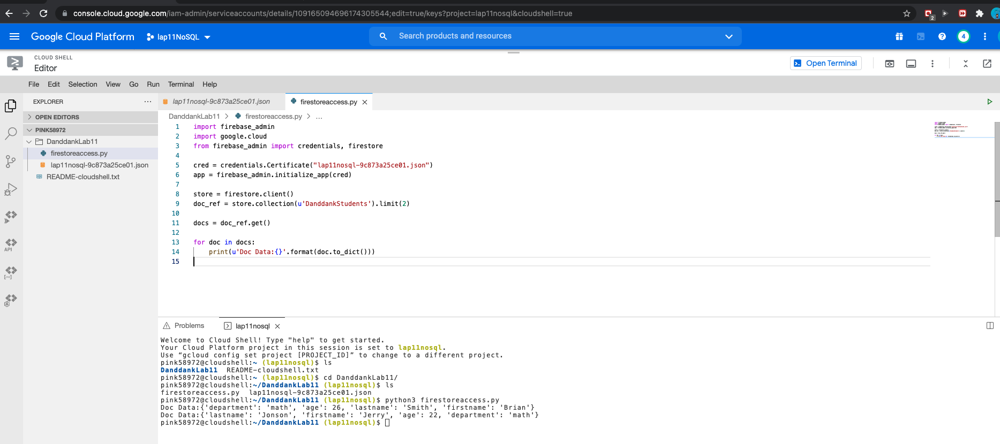 console.cloud.google.com/iam-admin/serviceaccounts/details/109165094696174305544;edit=true/keys?project=lap11nosql&cloudshell=true
2
Google Cloud Platform
lap11NoSQL
Search products and resources
4
CLOUD SHELL
Editor
Open Terminal
File Edit Selection View Go Run Terminal Help
EXPLORER
OPEN EDITORS
PINK58972
DanddankLab11
firestoreaccess.py
lap11nosql-9c873a25ce01.json
README-cloudshell.txt
API
lap11nosql-9c873a25ce01.json
firestoreaccess.py
DanddankLab11 > firestoreaccess.py > ...
1 import firebase_admin
2 import google.cloud
3 from firebase_admin import credentials, firestore
4
5 cred = credentials.Certificate("lap11nosql-9c873a25ce01.json")
6 app = firebase_admin.initialize_app(cred)
7
8 store = firestore.client()
9 doc_ref = store.collection(u'DanddankStudents').limit(2)
10
11 docs = doc_ref.get()
12
13 for doc in docs:
14     print(u'Doc Data:{}'.format(doc.to_dict()))
15
Problems
lap11nosql
Welcome to Cloud Shell! Type "help" to get started.
Your Cloud Platform project in this session is set to lap11nosql.
Use “gcloud config set project [PROJECT_ID]” to change to a different project.
pink58972@cloudshell:~ (lap11nosql)$ ls
DanddankLab11  README-cloudshell.txt
pink58972@cloudshell:~ (lap11nosql)$ cd DanddankLab11/
pink58972@cloudshell:~/DanddankLab11 (lap11nosql)$ ls
firestoreaccess.py  lap11nosql-9c873a25ce01.json
pink58972@cloudshell:~/DanddankLab11 (lap11nosql)$ python3 firestoreaccess.py
Doc Data:{'department': 'math', 'age': 26, 'lastname': 'Smith', 'firstname': 'Brian'}
Doc Data:{'lastname': 'Jonson', 'firstname': 'Jerry', 'age': 22, 'department': 'math'}
pink58972@cloudshell:~/DanddankLab11 (lap11nosql)$